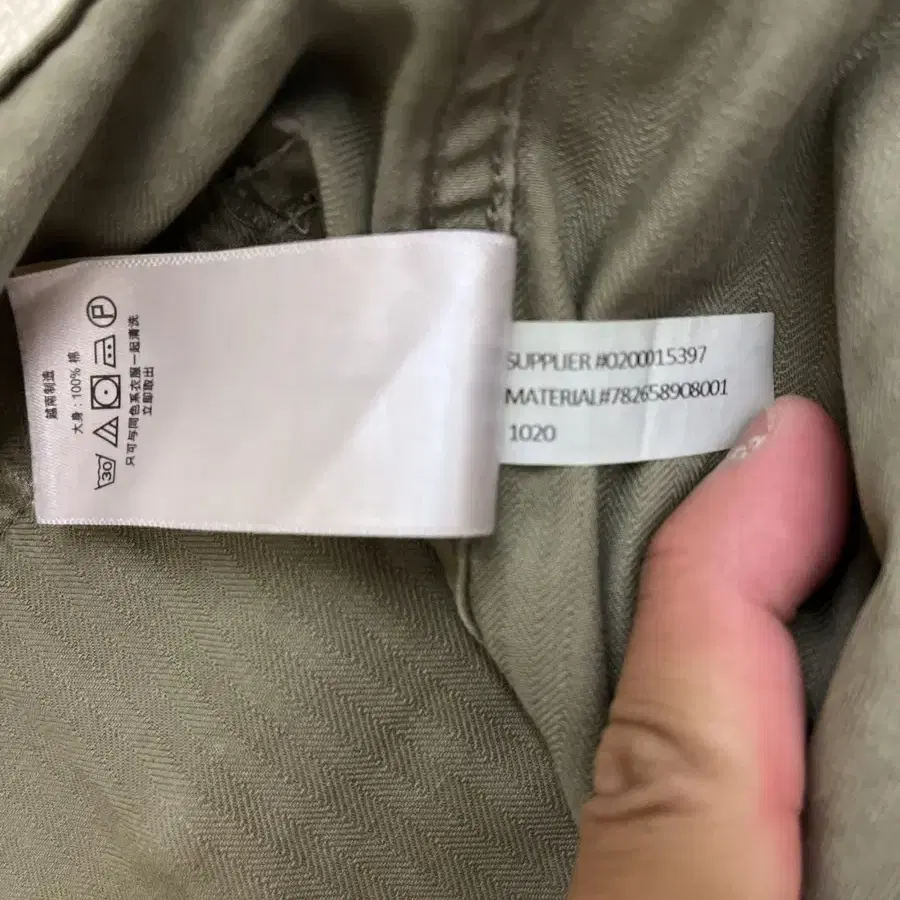 越南制造
大身：100% 棉
30
P
只可与同色系衣服一起清洗
立即取出
SUPPLIER #0200015397
MATERIAL#782658908001
1020